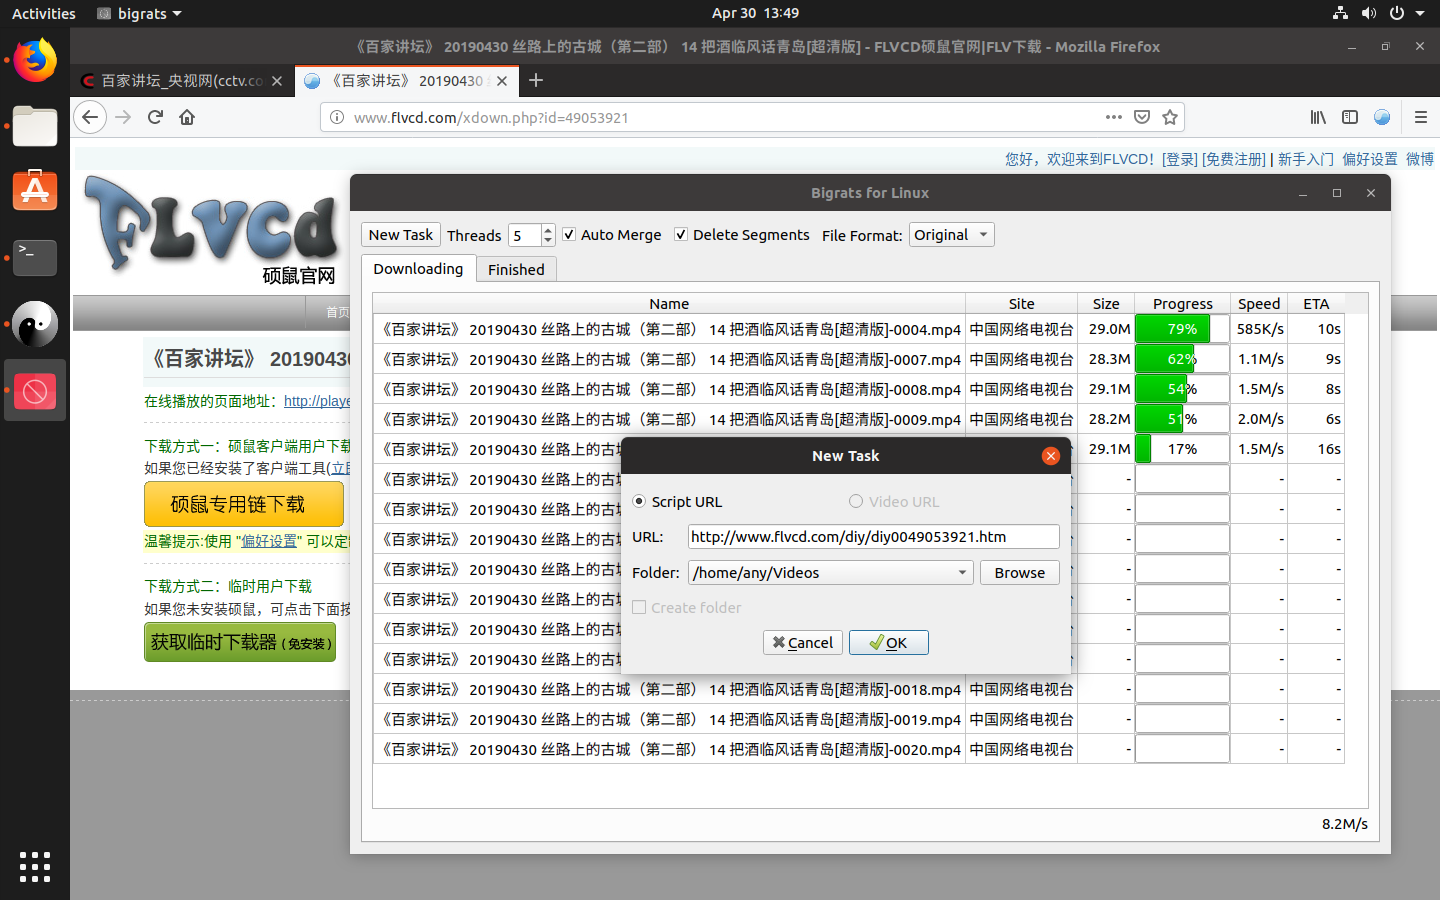 Activities
bigrats
Apr 30 13:49
《百家讲坛》 20190430 丝路上的古城（第二部） 14 把酒临风话青岛[超清版] - FLVCD硕鼠官网|FLV下载 - Mozilla Firefox
百家讲坛_央视网(cctv.co
《百家讲坛》 20190430
www.flvcd.com/xdown.php?id=49053921
您好，欢迎来到FLVCD! [登录] [免费注册] | 新手入门 偏好设置 微博
FLVCD
硕鼠官网
首页
《百家讲坛》 20190430
在线播放的页面地址：http://playe
下载方式一：硕鼠客户端用户下载
如果您已经安装了客户端工具(立即
硕鼠专用链下载
温馨提示:使用 "偏好设置" 可以定制
下载方式二：临时用户下载
如果您未安装硕鼠，可点击下面按
获取临时下载器 ( 免安装 )
Bigrats for Linux
New Task Threads 5 Auto Merge Delete Segments File Format: Original
Downloading Finished
Name Site Size Progress Speed ETA
《百家讲坛》 20190430 丝路上的古城（第二部） 14 把酒临风话青岛[超清版]-0004.mp4 中国网络电视台 29.0M 79% 585K/s 10s
《百家讲坛》 20190430 丝路上的古城（第二部） 14 把酒临风话青岛[超清版]-0007.mp4 中国网络电视台 28.3M 62% 1.1M/s 9s
《百家讲坛》 20190430 丝路上的古城（第二部） 14 把酒临风话青岛[超清版]-0008.mp4 中国网络电视台 29.1M 54% 1.5M/s 8s
《百家讲坛》 20190430 丝路上的古城（第二部） 14 把酒临风话青岛[超清版]-0009.mp4 中国网络电视台 28.2M 51% 2.0M/s 6s
《百家讲坛》 20190430 丝路上的古城（第二部） 29.1M 17% 1.5M/s 16s
《百家讲坛》 20190430 丝路上的古城（第二部） - - -
《百家讲坛》 20190430 丝路上的古城（第二部） - - -
《百家讲坛》 20190430 丝路上的古城（第二部） - - -
《百家讲坛》 20190430 丝路上的古城（第二部） - - -
《百家讲坛》 20190430 丝路上的古城（第二部） - - -
《百家讲坛》 20190430 丝路上的古城（第二部） - - -
《百家讲坛》 20190430 丝路上的古城（第二部） - - -
《百家讲坛》 20190430 丝路上的古城（第二部） 14 把酒临风话青岛[超清版]-0018.mp4 中国网络电视台 - - -
《百家讲坛》 20190430 丝路上的古城（第二部） 14 把酒临风话青岛[超清版]-0019.mp4 中国网络电视台 - - -
《百家讲坛》 20190430 丝路上的古城（第二部） 14 把酒临风话青岛[超清版]-0020.mp4 中国网络电视台 - - -
8.2M/s
New Task
Script URL Video URL
URL: http://www.flvcd.com/diy/diy0049053921.htm
Folder: /home/any/Videos Browse
Create folder
Cancel OK